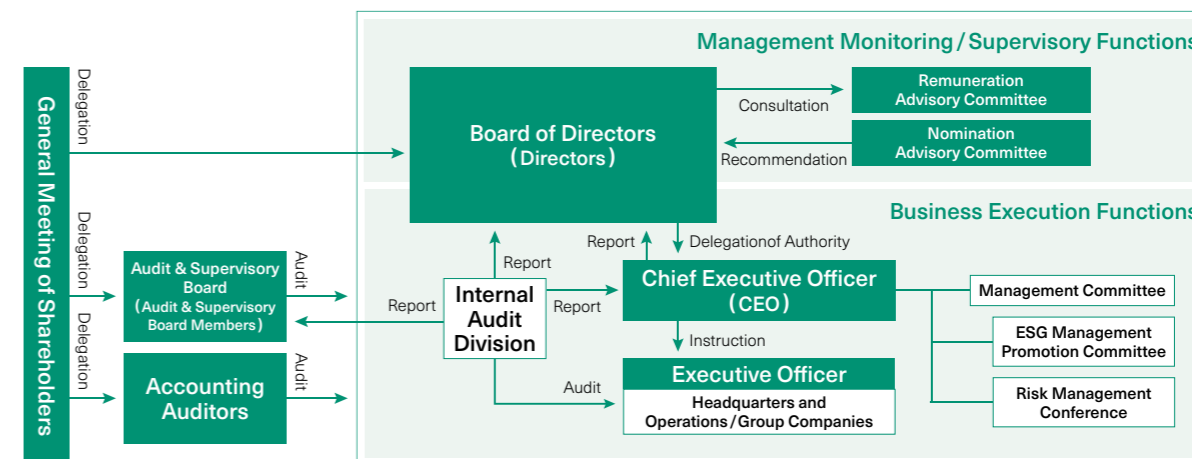 Management Monitoring/Supervisory Functions
General Meeting of Shareholders
Delegation
Board of Directors
(Directors)
Consultation
Remuneration
Advisory Committee
Recommendation
Nomination
Advisory Committee
Business Execution Functions
Delegation
Audit & Supervisory
Board
(Audit & Supervisory
Board Members)
Audit
Delegation
Accounting
Auditors
Audit
Report
Report
Internal
Audit
Division
Report
Report
Delegationof Authority
Chief Executive Officer
(CEO)
Instruction
Audit
Executive Officer
Headquarters and
Operations/Group Companies
Management Committee
ESG Management
Promotion Committee
Risk Management
Conference